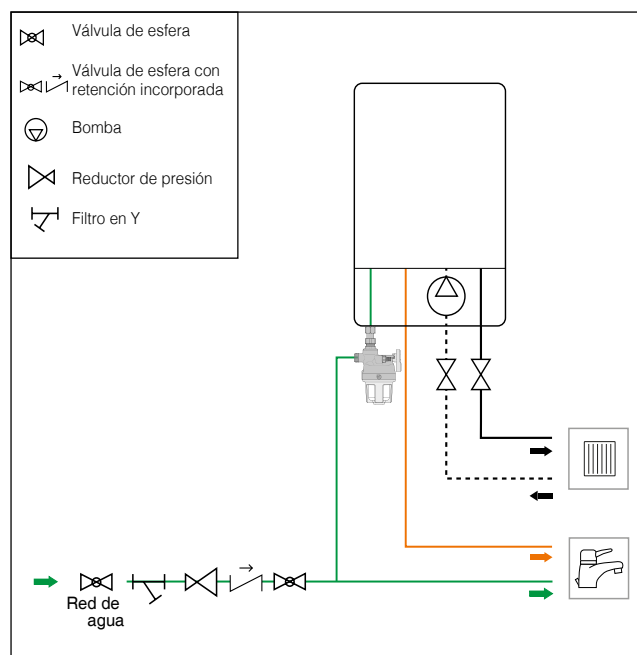 Válvula de esfera
Válvula de esfera con
retención incorporada
Bomba
Reductor de presión
Filtro en Y
Red de
agua